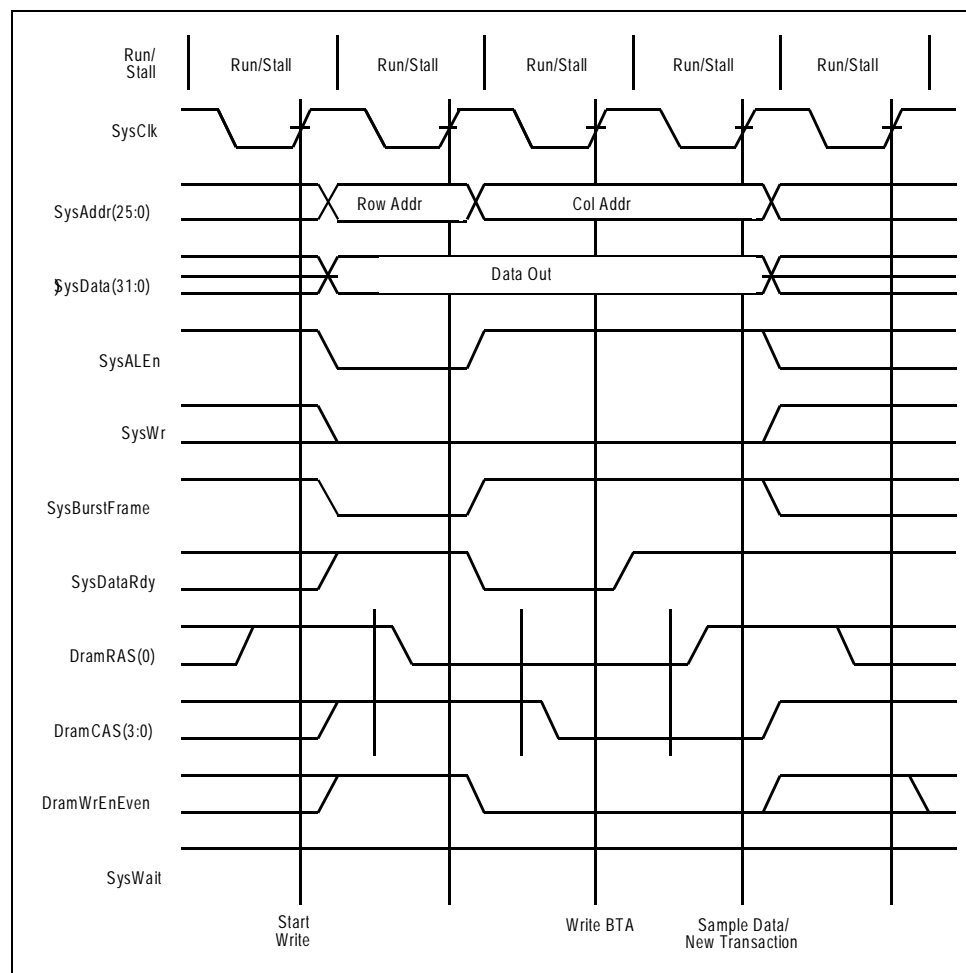 Run/
Stall
Run/Stall
Run/Stall
Run/Stall
Run/Stall
Run/Stall
SysClk
SysAddr(25:0)
Row Addr
Col Addr
)SysData(31:0)
Data Out
SysALEn
SysWr
SysBurstFrame
SysDataRdy
DramRAS(0)
DramCAS(3:0)
DramWrEnEven
SysWait
Start
Write
Write BTA
Sample Data/
New Transaction